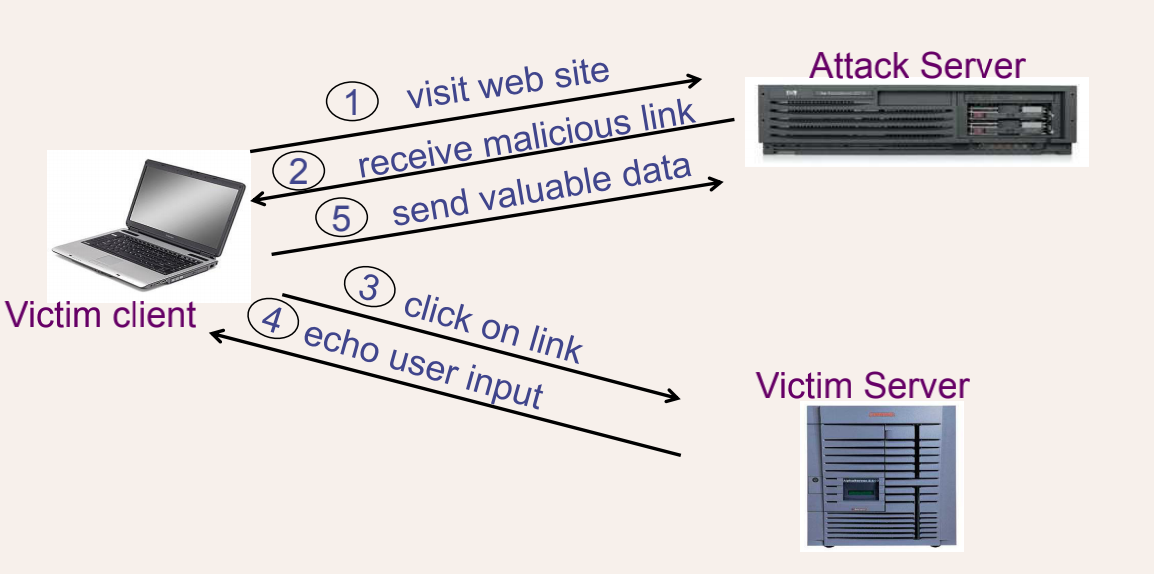 Attack Server
1 visit web site
2 receive malicious link
5 send valuable data
Victim client
3 click on link
4 echo user input
Victim Server